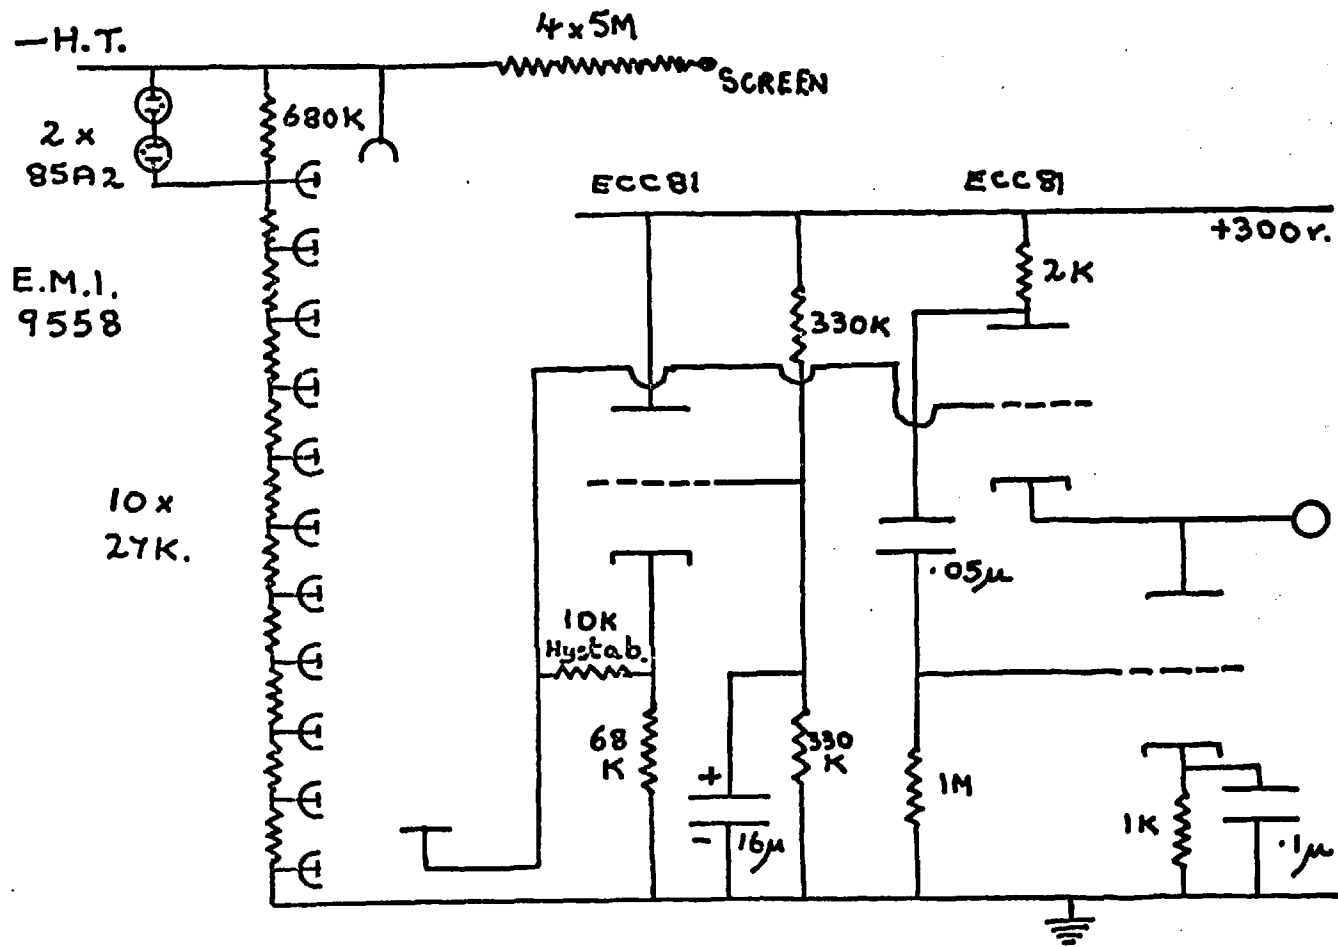 —H.T.
4x5M
SCREEN
680K
2 x
85A2
ECC81
ECC81
+300v.
2K
E.M.I.
9558
330K
10 x
27K.
.05μ
10K
Hystab.
68
K
330
K
1M
+
-
16μ
1K
.1μ